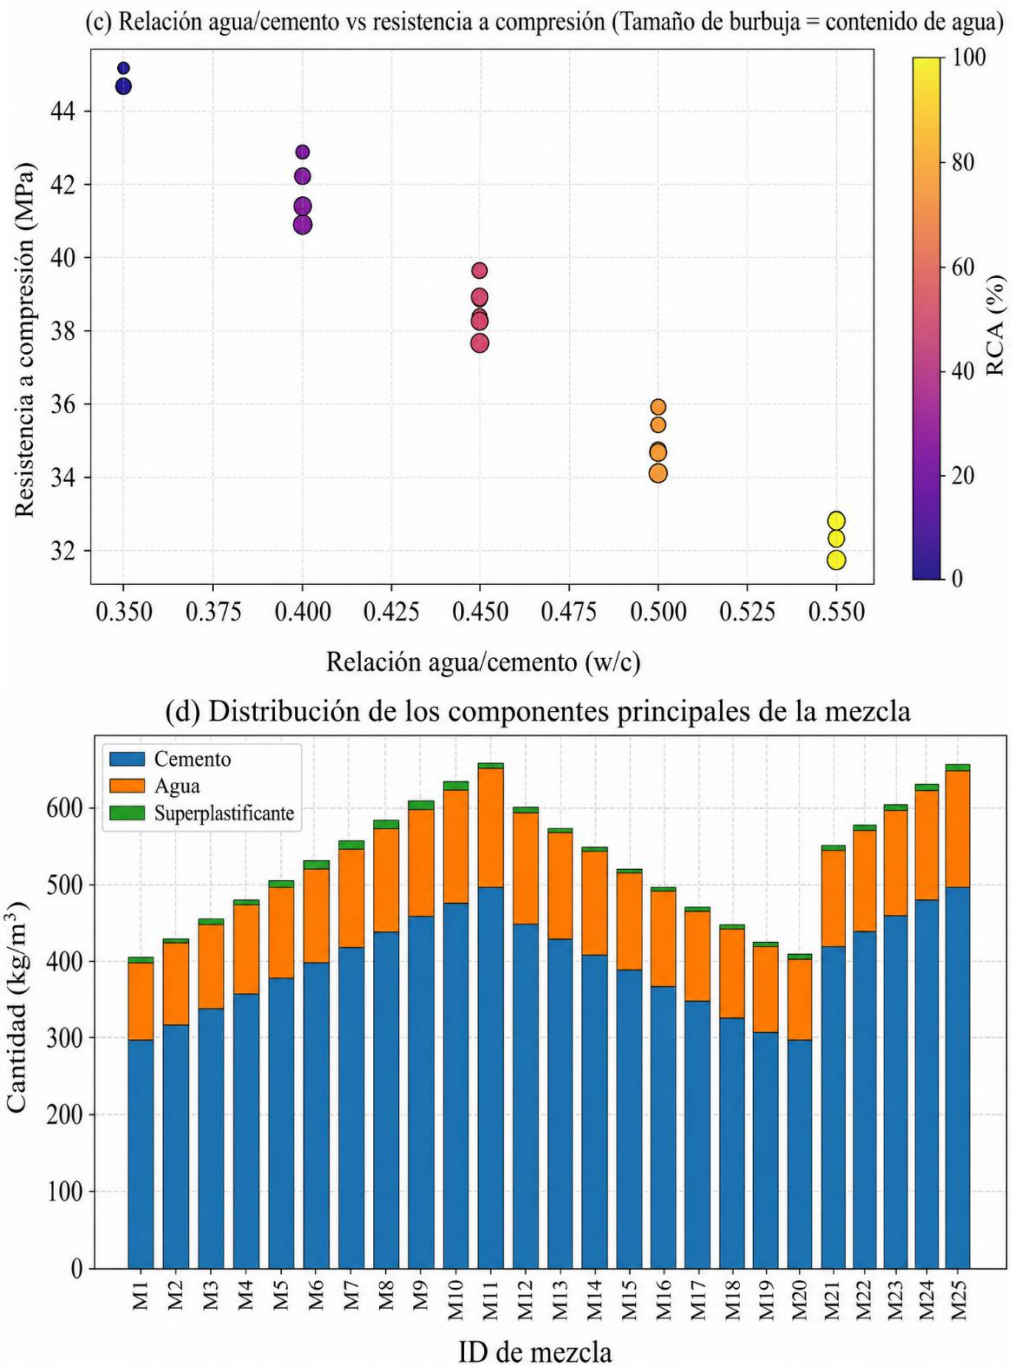 (c) Relación agua/cemento vs resistencia a compresión (Tamaño de burbuja = contenido de agua)
Resistencia a compresión (MPa)
44
42
40
38
36
34
32
0.350 0.375 0.400 0.425 0.450 0.475 0.500 0.525 0.550
Relación agua/cemento (w/c)
100
80
60
40
20
0
RCA (%)
(d) Distribución de los componentes principales de la mezcla
Cemento
Agua
Superplastificante
Cantidad (kg/m³)
600
500
400
300
200
100
0
M1 M2 M3 M4 M5 M6 M7 M8 M9 M10 M11 M12 M13 M14 M15 M16 M17 M18 M19 M20 M21 M22 M23 M24 M25
ID de mezcla